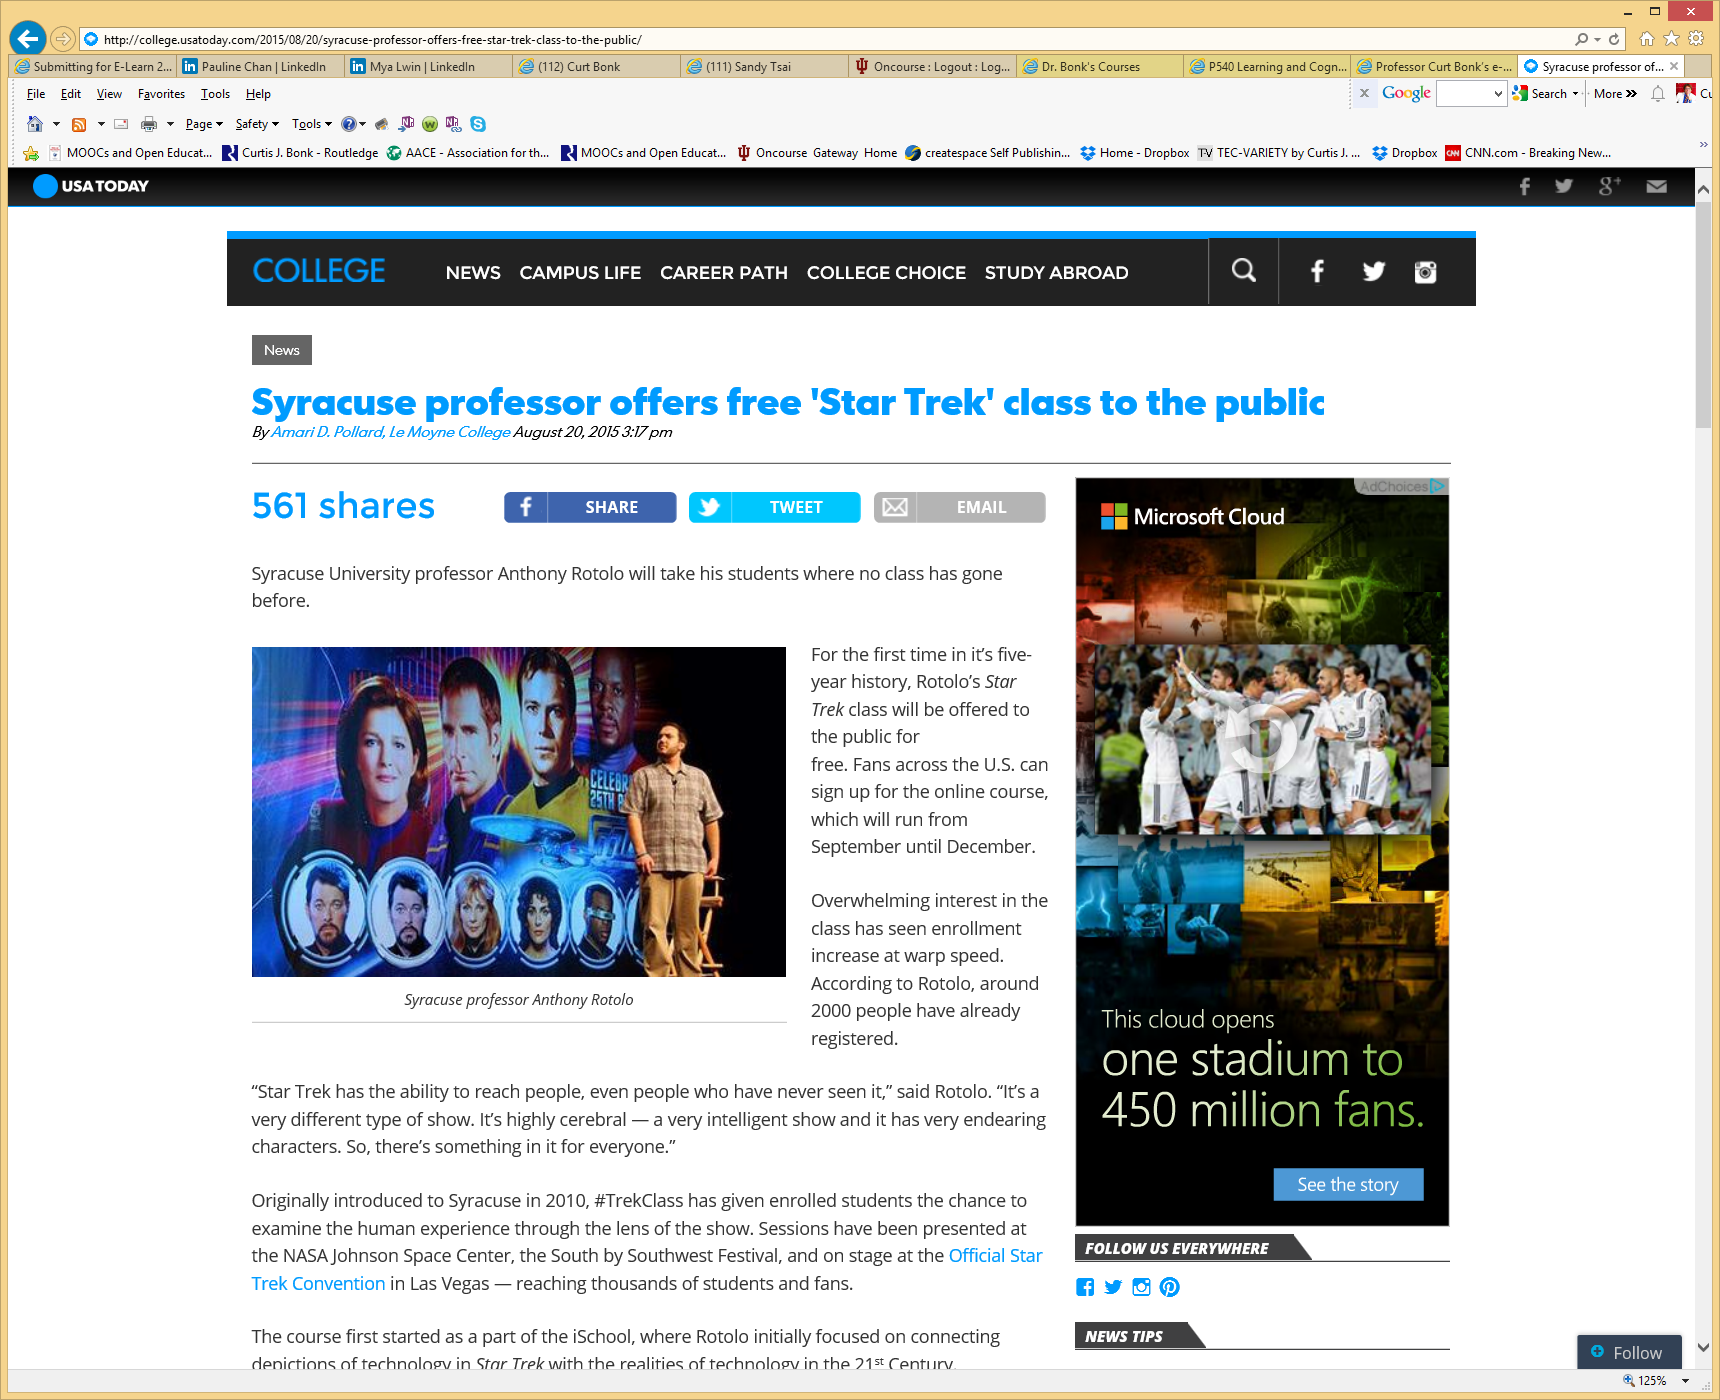 http://college.usatoday.com/2015/08/20/syracuse-professor-offers-free-star-trek-class-to-the-public/
Submitting for E-Learn 2...
Pauline Chan | LinkedIn
Mya Lwin | LinkedIn
(112) Curt Bonk
(111) Sandy Tsai
Oncourse : Logout : Log...
Dr. Bonk's Courses
P540 Learning and Cogn...
Professor Curt Bonk's e-...
Syracuse professor of...
File Edit View Favorites Tools Help
Google Search More »
Page Safety Tools
MOOCs and Open Educat...
Curtis J. Bonk - Routledge
AACE - Association for th...
MOOCs and Open Educat...
Oncourse Gateway Home
createspace Self Publishin...
Home - Dropbox
TEC-VARIETY by Curtis J. ...
Dropbox
CNN.com - Breaking New...
USA TODAY
COLLEGE NEWS CAMPUS LIFE CAREER PATH COLLEGE CHOICE STUDY ABROAD
News
Syracuse professor offers free 'Star Trek' class to the public
By Amari D. Pollard, Le Moyne College August 20, 2015 3:17 pm
561 shares SHARE TWEET EMAIL
Syracuse University professor Anthony Rotolo will take his students where no class has gone
before.
CELEBR
25TH
Syracuse professor Anthony Rotolo
For the first time in it's five-
year history, Rotolo's Star
Trek class will be offered to
the public for
free. Fans across the U.S. can
sign up for the online course,
which will run from
September until December.
Overwhelming interest in the
class has seen enrollment
increase at warp speed.
According to Rotolo, around
2000 people have already
registered.
“Star Trek has the ability to reach people, even people who have never seen it,” said Rotolo. “It’s a
very different type of show. It’s highly cerebral — a very intelligent show and it has very endearing
characters. So, there’s something in it for everyone.”
Originally introduced to Syracuse in 2010, #TrekClass has given enrolled students the chance to
examine the human experience through the lens of the show. Sessions have been presented at
the NASA Johnson Space Center, the South by Southwest Festival, and on stage at the Official Star
Trek Convention in Las Vegas — reaching thousands of students and fans.
The course first started as a part of the iSchool, where Rotolo initially focused on connecting
depictions of technology in Star Trek with the realities of technology in the 21st Century.
AdChoices
Microsoft Cloud
This cloud opens
one stadium to
450 million fans.
See the story
FOLLOW US EVERYWHERE
NEWS TIPS
Follow
125%